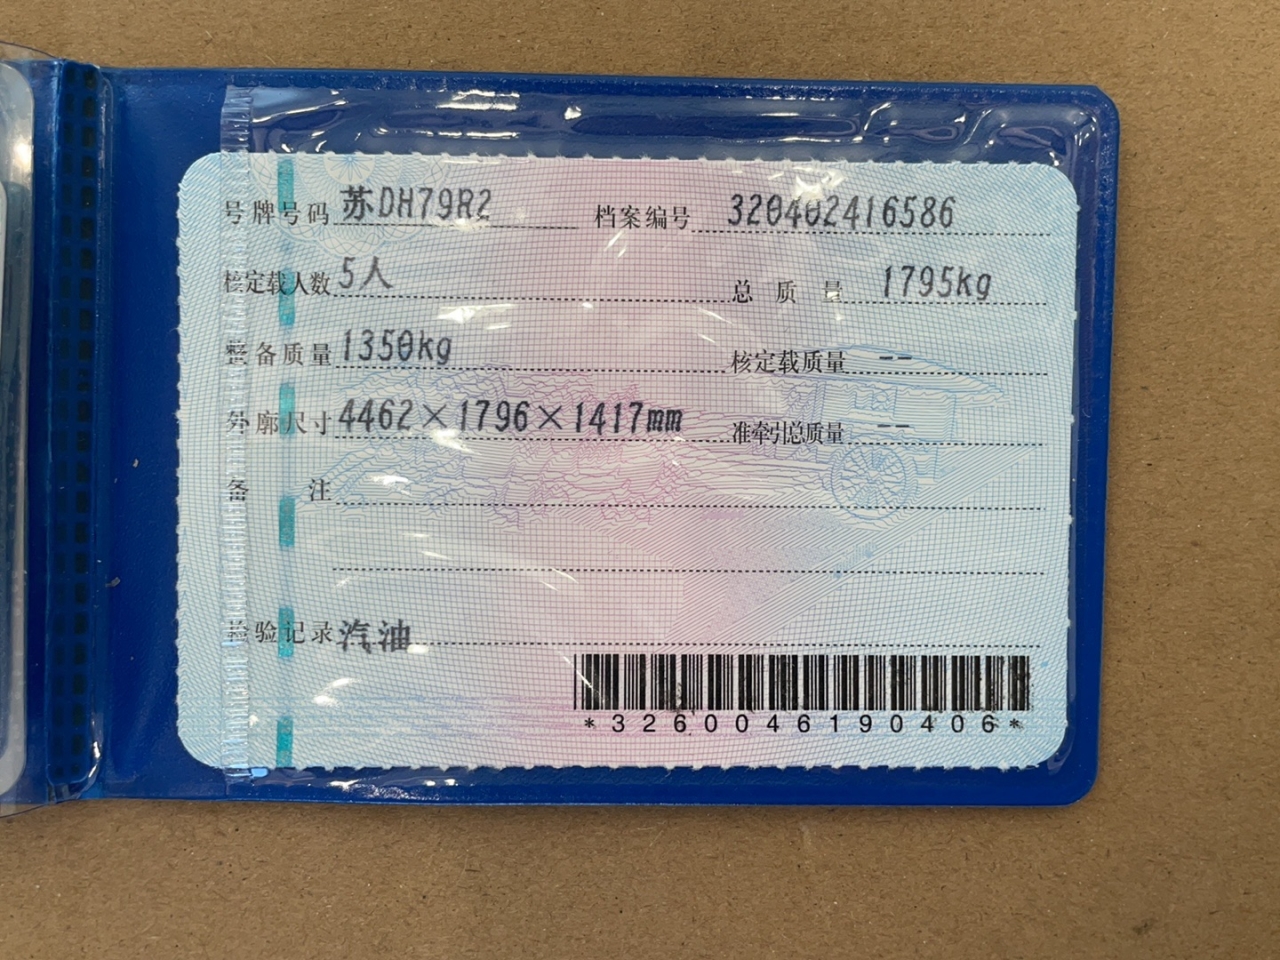 号牌号码 苏DH79R2 档案编号 320402416586
核定载人数 5人 总质量 1795kg
整备质量 1350kg 核定载质量 --
外廓尺寸 4462×1796×1417mm 准牵引总质量 --
备注
检验记录 汽油
*3260046190406*